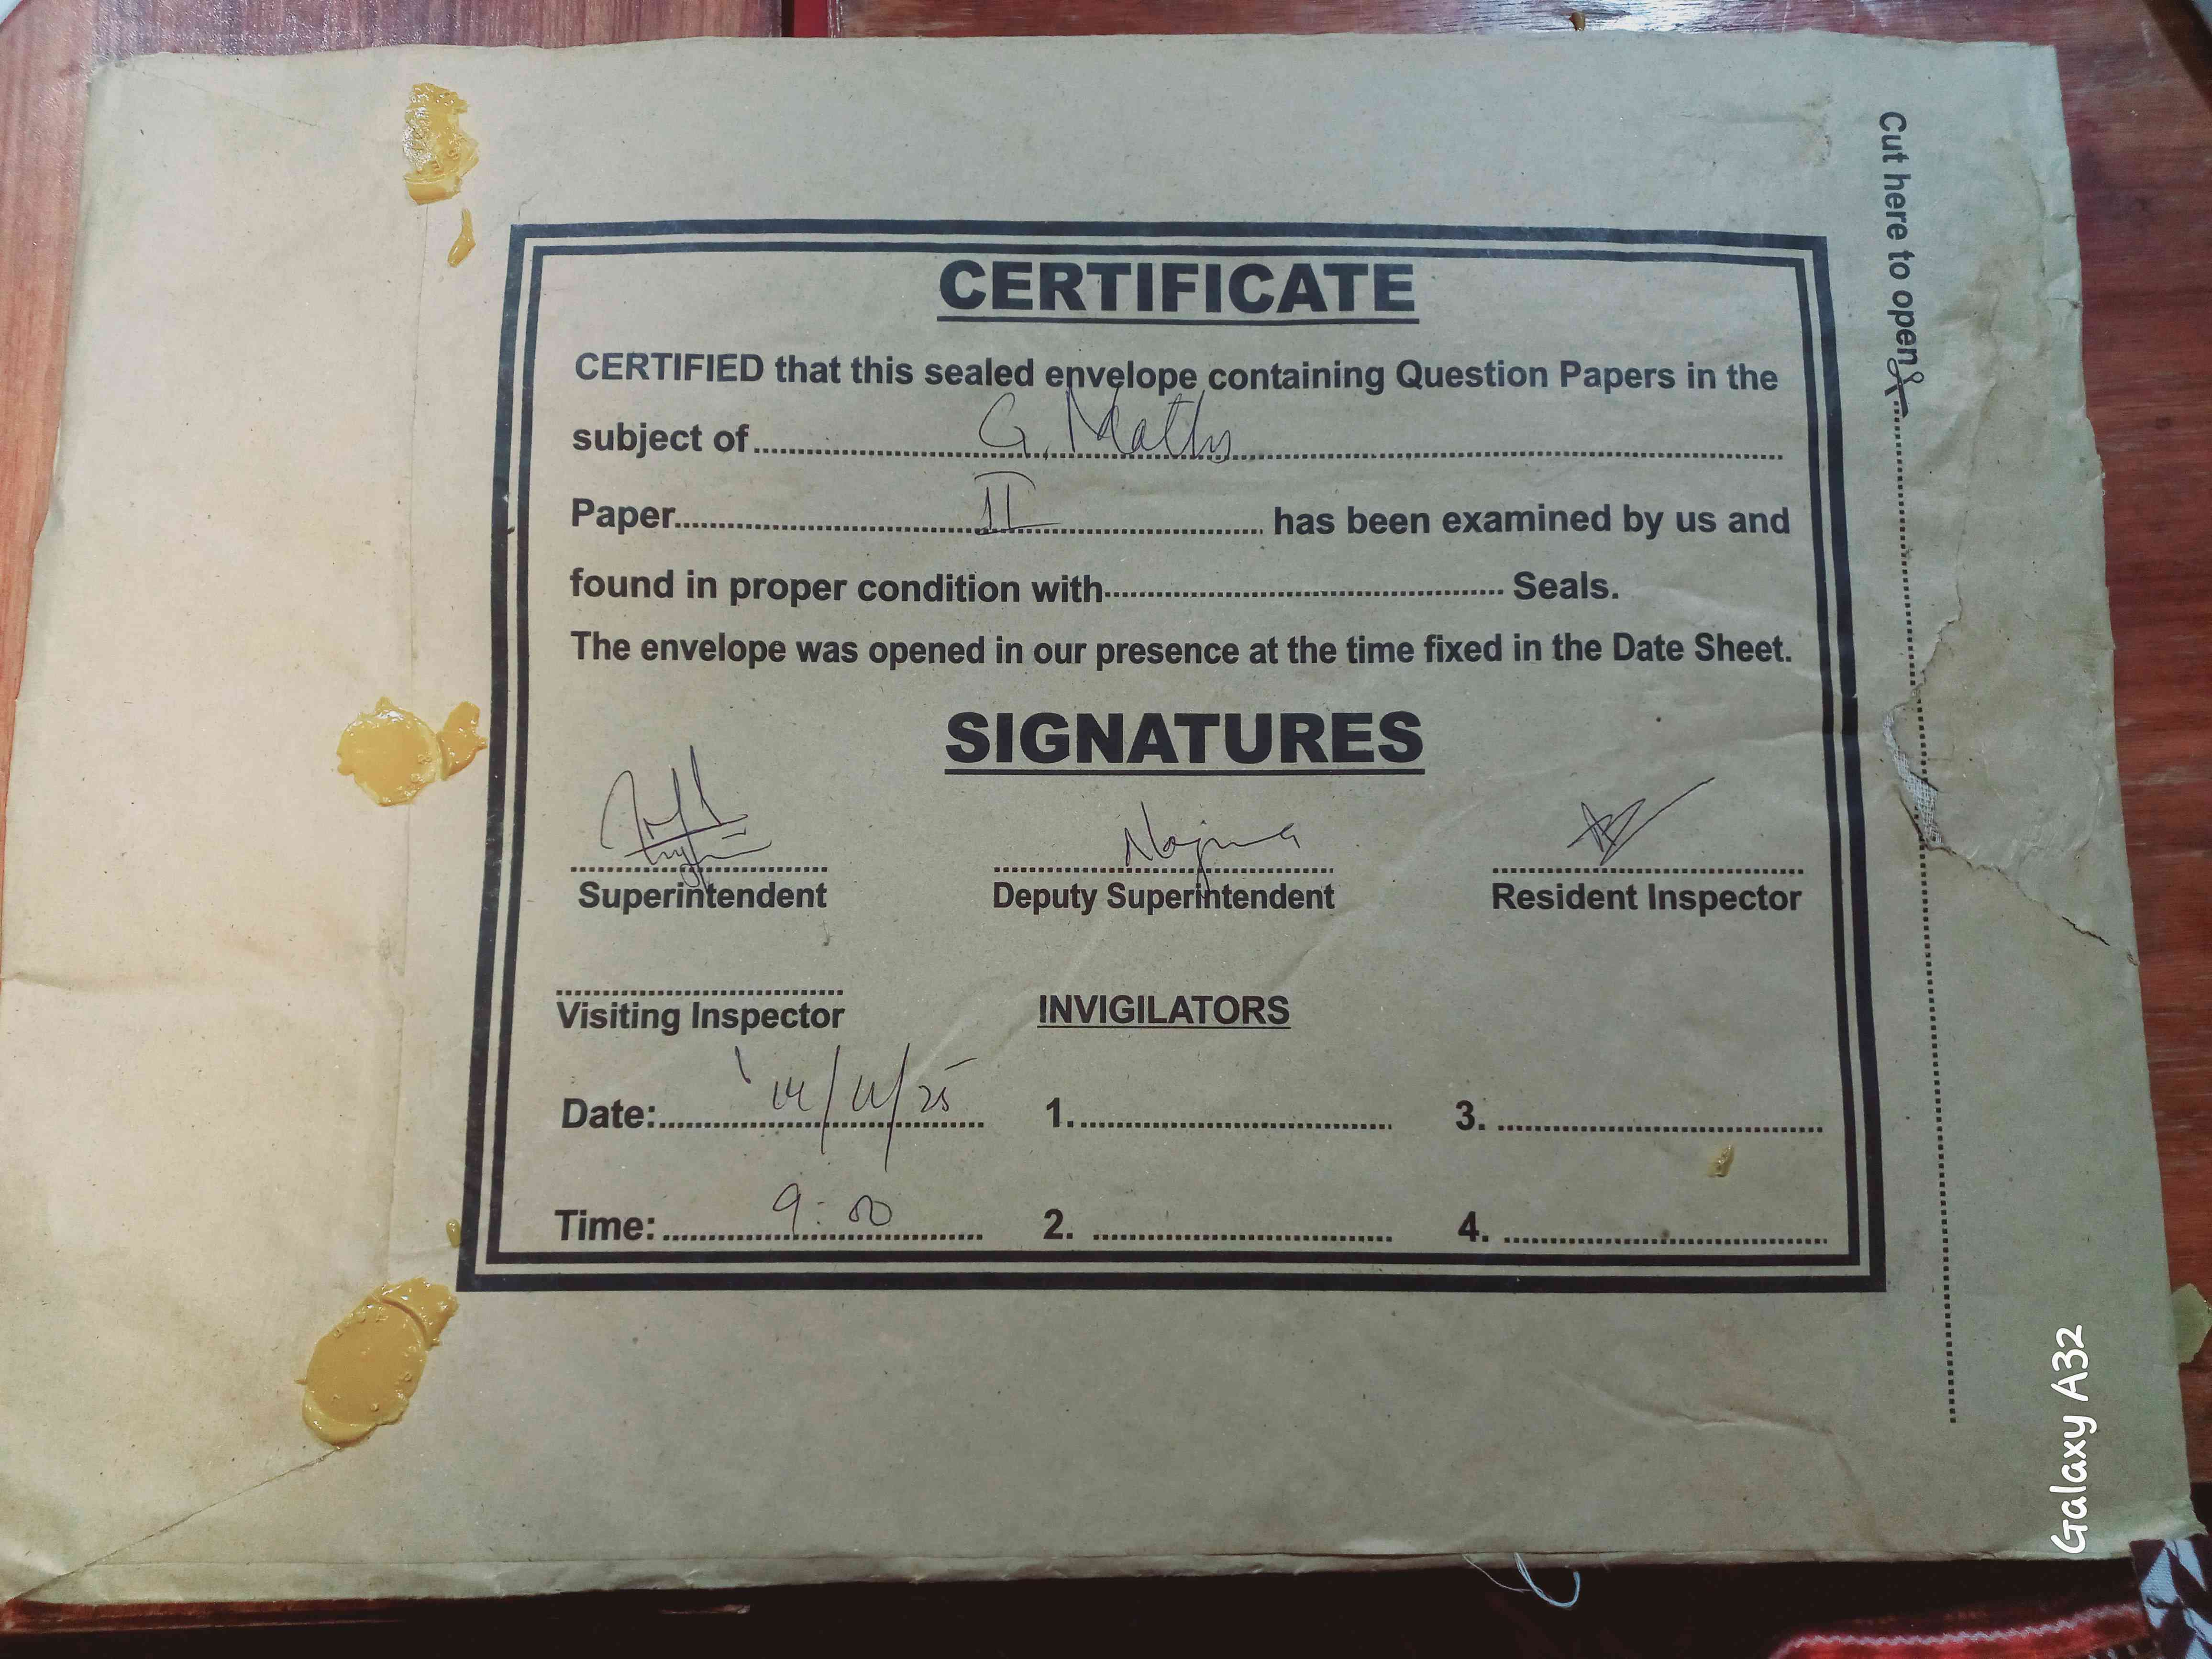 Cut here to open
CERTIFICATE
CERTIFIED that this sealed envelope containing Question Papers in the
subject of G. Maths
Paper II has been examined by us and
found in proper condition with Seals.
The envelope was opened in our presence at the time fixed in the Date Sheet.
SIGNATURES
Najma
Superintendent Deputy Superintendent Resident Inspector
Visiting Inspector INVIGILATORS
Date: 1. 3.
Time: 9:00 2. 4.
Galaxy A32